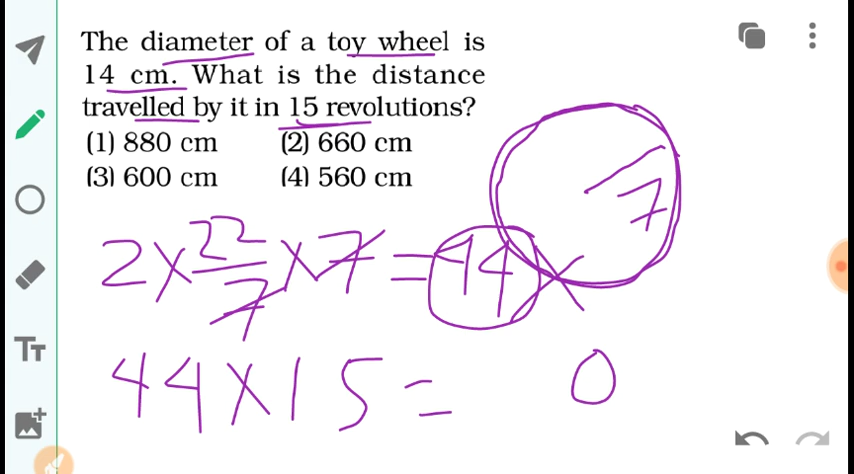 The diameter of a toy wheel is
14 cm. What is the distance
travelled by it in 15 revolutions?
(1) 880 cm (2) 660 cm
(3) 600 cm (4) 560 cm
7
2 × 22/7 × 7 = 44 ×
44 × 15 = 0
TT